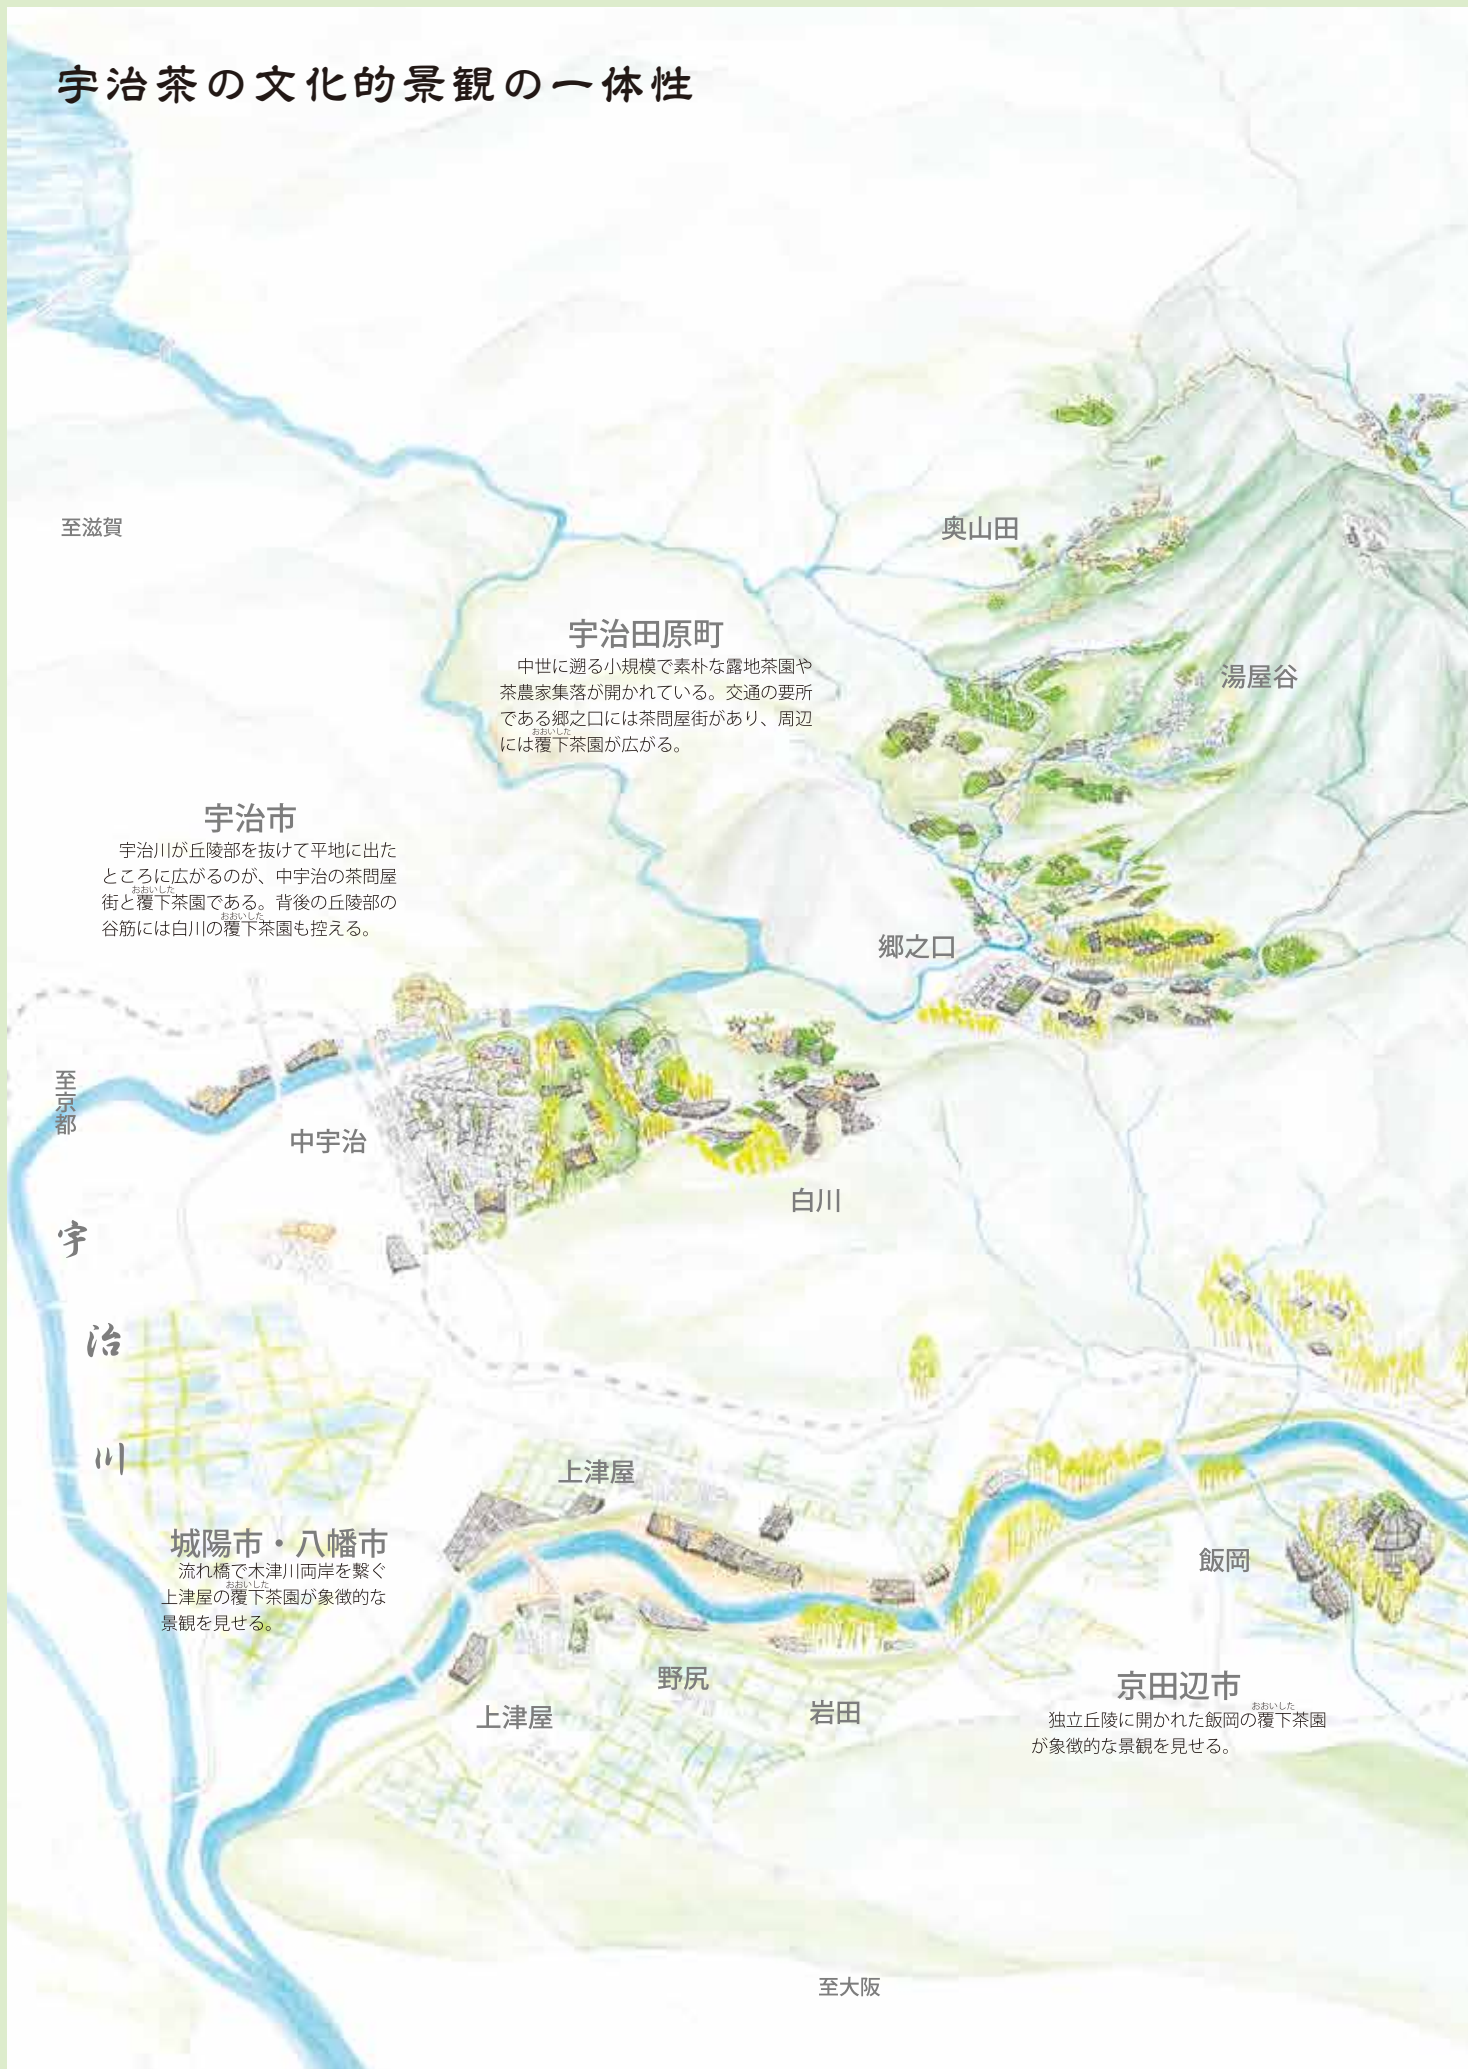 宇治茶の文化的景観の一体性
至滋賀
奥山田
宇治田原町
中世に遡る小規模で素朴な露地茶園や
茶農家集落が開かれている。交通の要所
である郷之口には茶問屋街があり、周辺
おおいした
には覆下茶園が広がる。
湯屋谷
宇治市
宇治川が丘陵部を抜けて平地に出た
ところに広がるのが、中宇治の茶問屋
おおいした
街と覆下茶園である。背後の丘陵部の
おおいした
谷筋には白川の覆下茶園も控える。
郷之口
至京都
中宇治
白川
宇治川
上津屋
城陽市・八幡市
流れ橋で木津川両岸を繋ぐ
おおいした
上津屋の覆下茶園が象徴的な
景観を見せる。
飯岡
野尻
上津屋
岩田
京田辺市
おおいした
独立丘陵に開かれた飯岡の覆下茶園
が象徴的な景観を見せる。
至大阪